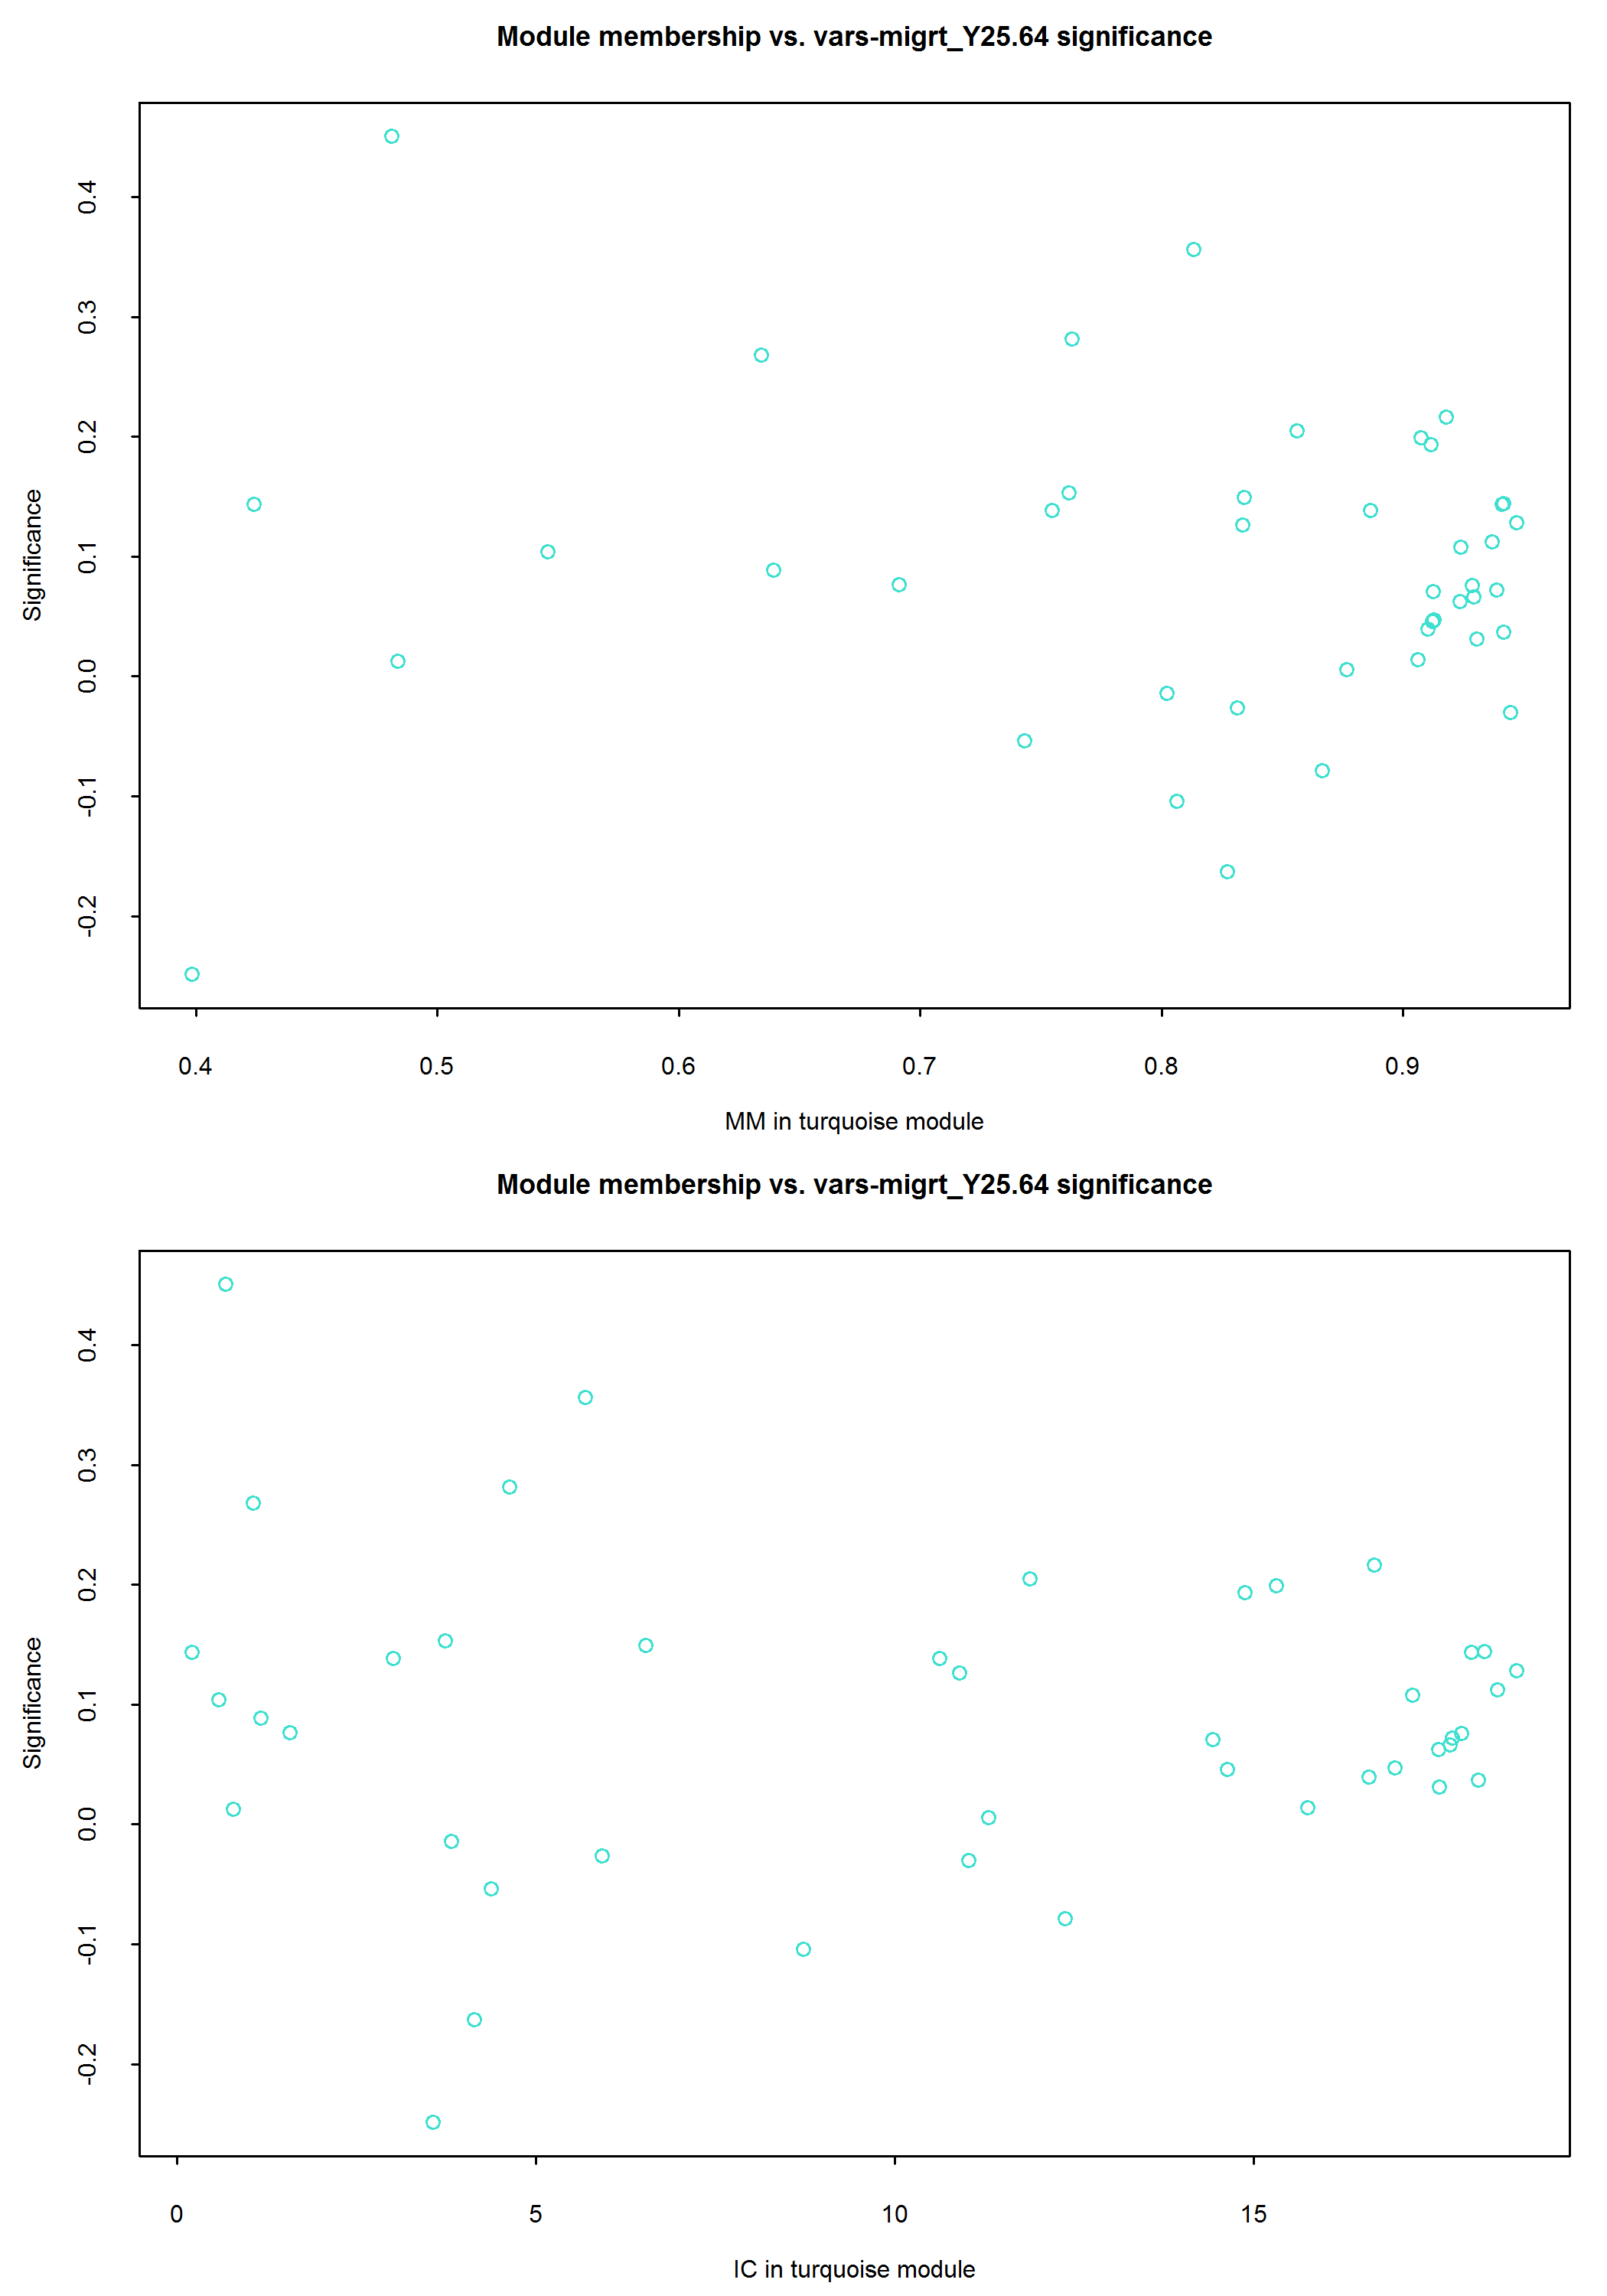 Module membership vs. vars-migrt_Y25.64 significance
Significance
0.4
0.3
0.2
0.1
0.0
-0.1
-0.2
0.4 0.5 0.6 0.7 0.8 0.9
MM in turquoise module
Module membership vs. vars-migrt_Y25.64 significance
Significance
0.4
0.3
0.2
0.1
0.0
-0.1
-0.2
0 5 10 15
IC in turquoise module